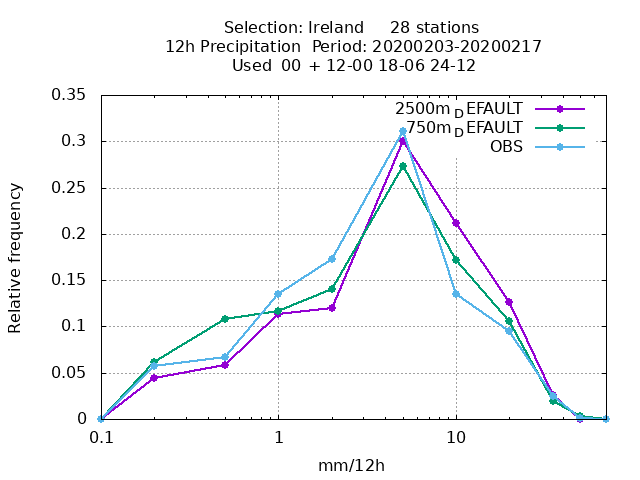 Selection: Ireland 28 stations
12h Precipitation Period: 20200203-20200217
Used 00 + 12-00 18-06 24-12
0.35
0.3
0.25
0.2
0.15
0.1
0.05
0
Relative frequency
2500m_DEFAULT
750m_DEFAULT
OBS
0.1 1 10
mm/12h